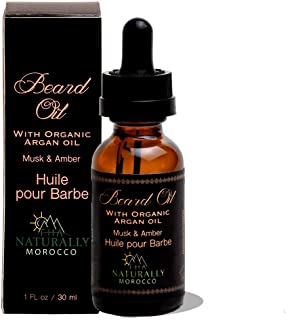 Beard
Oil
WITH ORGANIC
ARGAN OIL
Musk & Amber
Huile
pour Barbe
NATURALLY
MOROCCO
1 FL oz / 30 ml
Beard Oil
WITH ORGANIC
ARGAN OIL
Musk & Amber
Huile pour Barbe
NATURALLY
MOROCCO